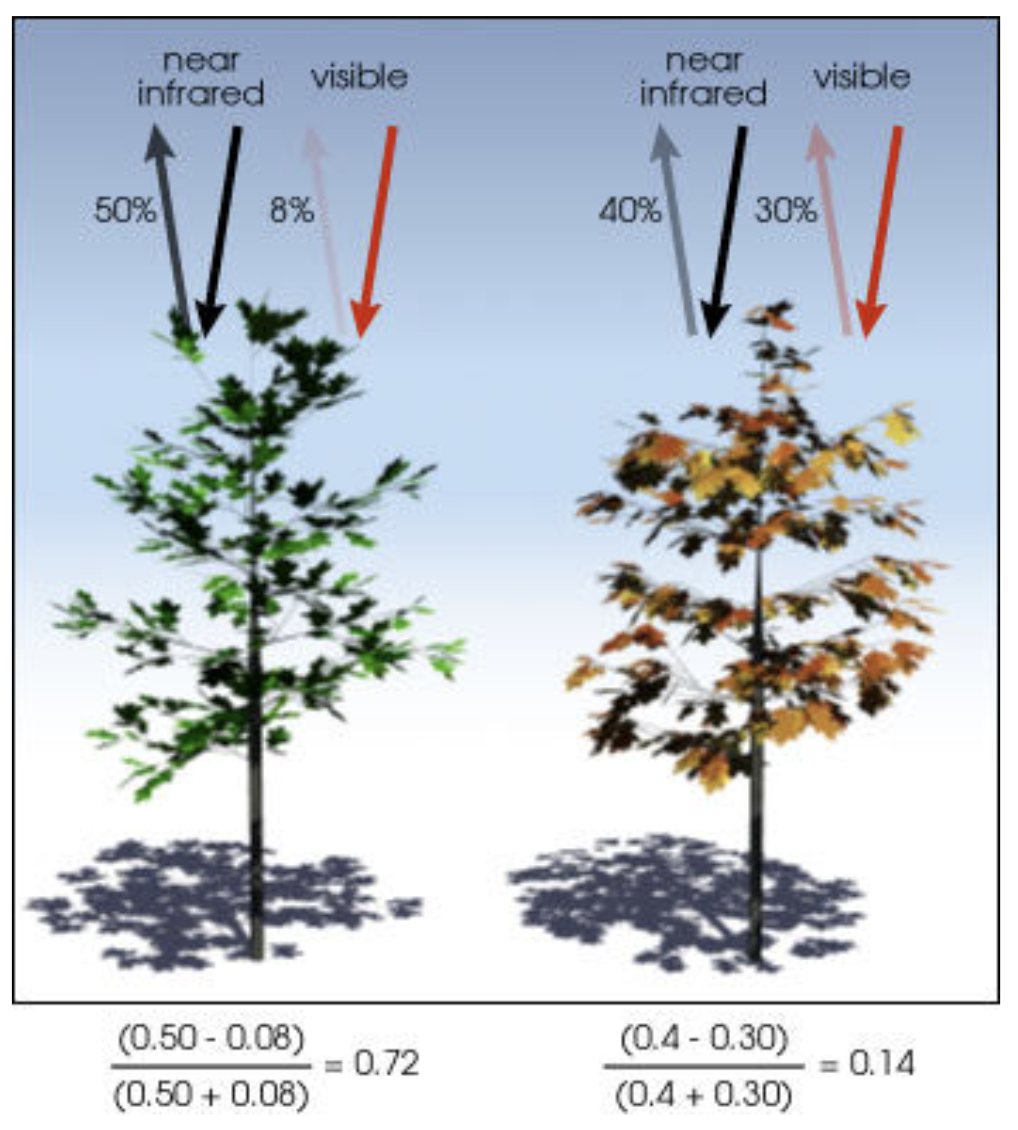 near
infrared
visible
50%
8%
near
infrared
visible
40%
30%
(0.50 - 0.08)
(0.50 + 0.08)
= 0.72
(0.4 - 0.30)
(0.4 + 0.30)
= 0.14